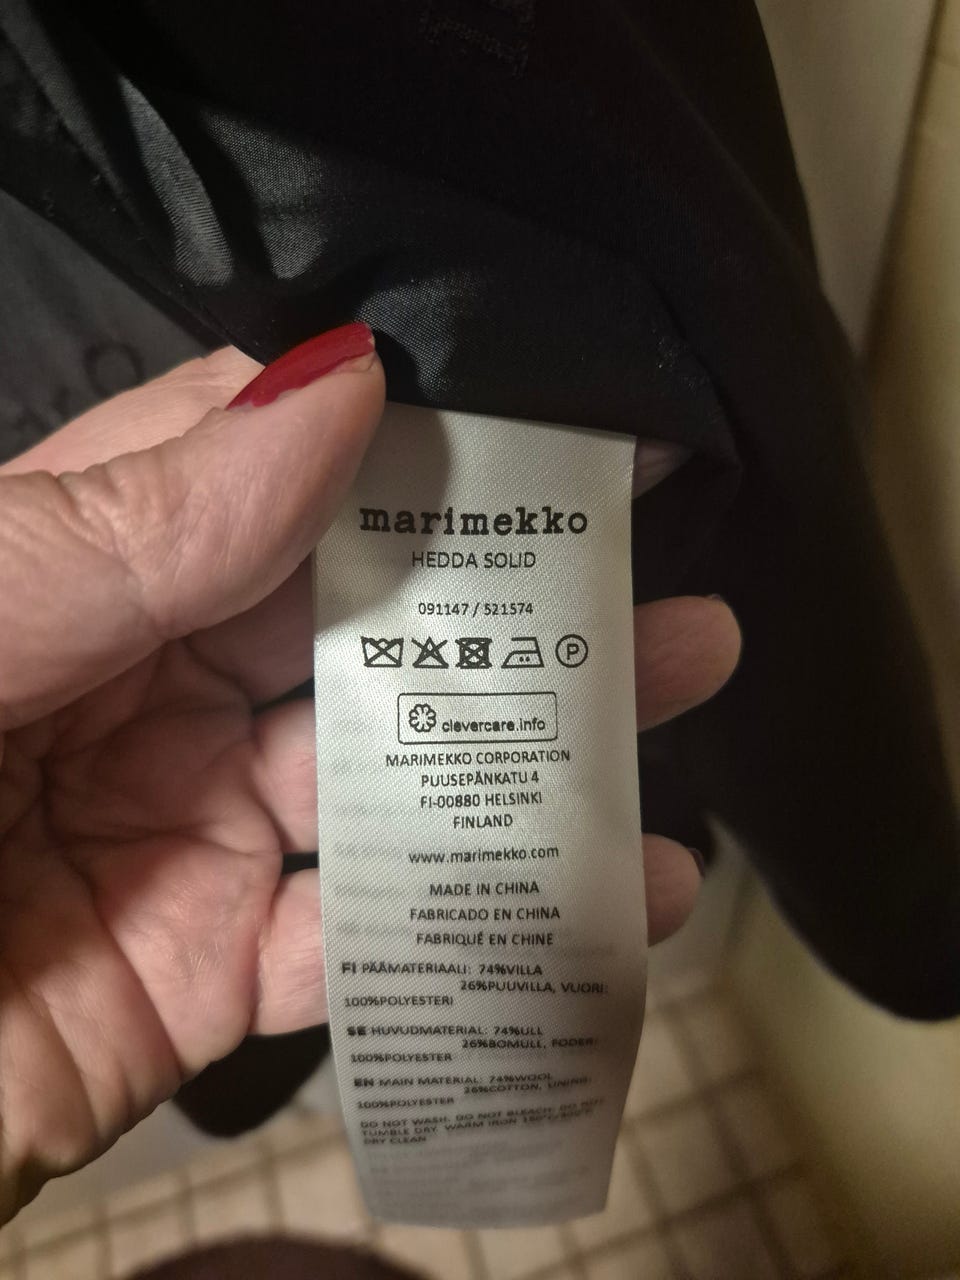 marimekko
HEDDA SOLID
091147 / 521574
P
clevercare.info
MARIMEKKO CORPORATION
PUUSEPÄNKATU 4
FI-00880 HELSINKI
FINLAND
www.marimekko.com
MADE IN CHINA
FABRICADO EN CHINA
FABRIQUÉ EN CHINE
FI PÄÄMATERIAALI: 74%VILLA
26%PUUVILLA, VUORI:
100%POLYESTERI
SE HUVUDMATERIAL: 74%ULL
26%BOMULL, FODER:
100%POLYESTER
EN MAIN MATERIAL: 74%WOOL
26%COTTON, LINING:
100%POLYESTER
DO NOT WASH. DO NOT BLEACH. DO NOT
TUMBLE DRY. WARM IRON 150°C/300°F
DRY CLEAN